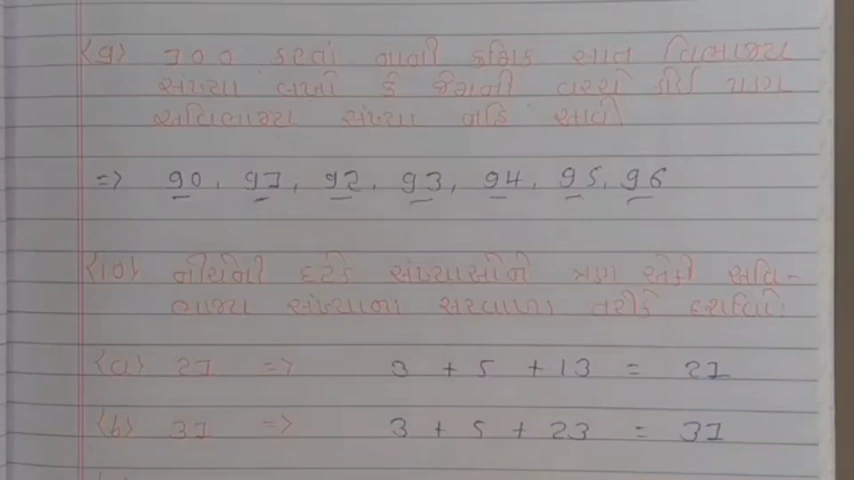 (9) 100 કરતાં નાની ક્રમિક સાત વિભાજ્ય
સંખ્યા લખો કે જેમની વચ્ચે કોઈ પણ
અવિભાજ્ય સંખ્યા નહિ આવી
=> 90, 91, 92, 93, 94, 95, 96
(10) નીચેની દરેક સંખ્યાઓને ત્રણ એકી અવિ-
ભાજ્ય સંખ્યાના સરવાળા તરીકે દર્શાવો.
(a) 21 => 3 + 5 + 13 = 21
(b) 31 => 3 + 5 + 23 = 31